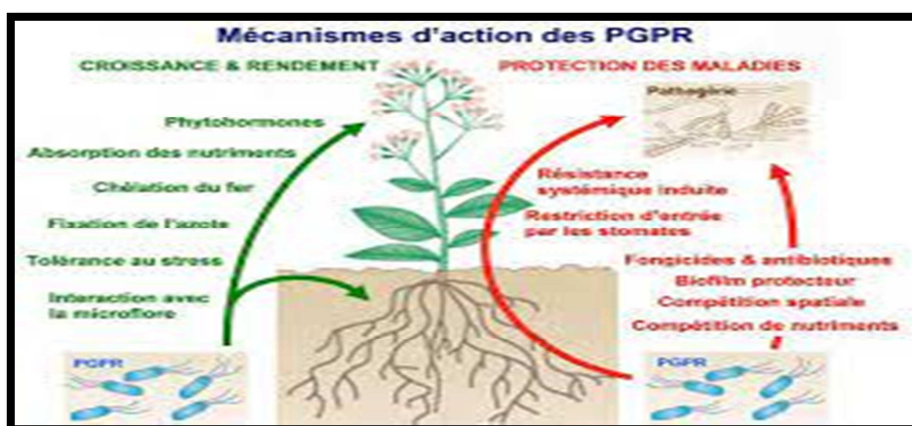 Mécanismes d'action des PGPR
CROISSANCE & RENDEMENT
Phytohormones
Absorption des nutriments
Chélation du fer
Fixation de l'azote
Tolérance au stress
Interaction avec
la microflore
PGPR
PROTECTION DES MALADIES
Pathogène
Résistance
systémique induite
Restriction d'entrée
par les stomates
Fongicides & antibiotiques
Biofilm protecteur
Compétition spatiale
Compétition de nutriments
PGPR